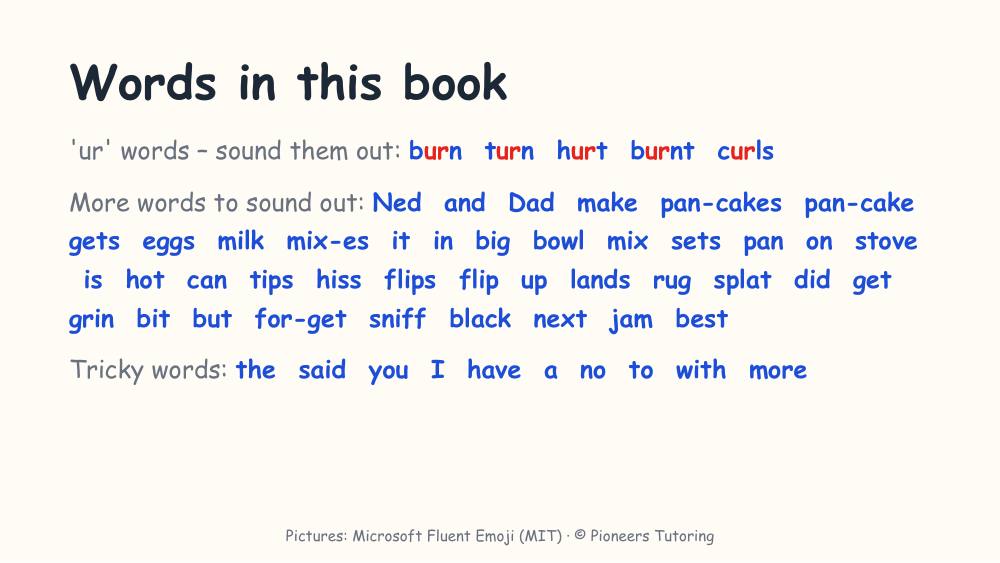 Words in this book
'ur' words – sound them out: burn turn hurt burnt curls
More words to sound out: Ned and Dad make pan-cakes pan-cake
gets eggs milk mix-es it in big bowl mix sets pan on stove
is hot can tips hiss flips flip up lands rug splat did get
grin bit but for-get sniff black next jam best
Tricky words: the said you I have a no to with more
Pictures: Microsoft Fluent Emoji (MIT) · © Pioneers Tutoring